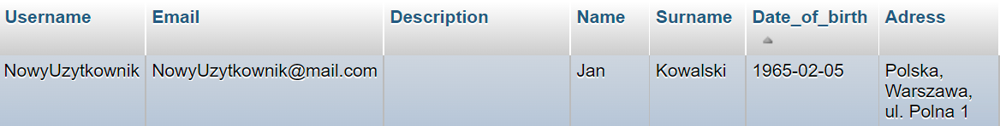 Username Email Description Name Surname Date_of_birth Adress
NowyUzytkownik NowyUzytkownik@mail.com Jan Kowalski 1965-02-05 Polska,
Warszawa,
ul. Polna 1